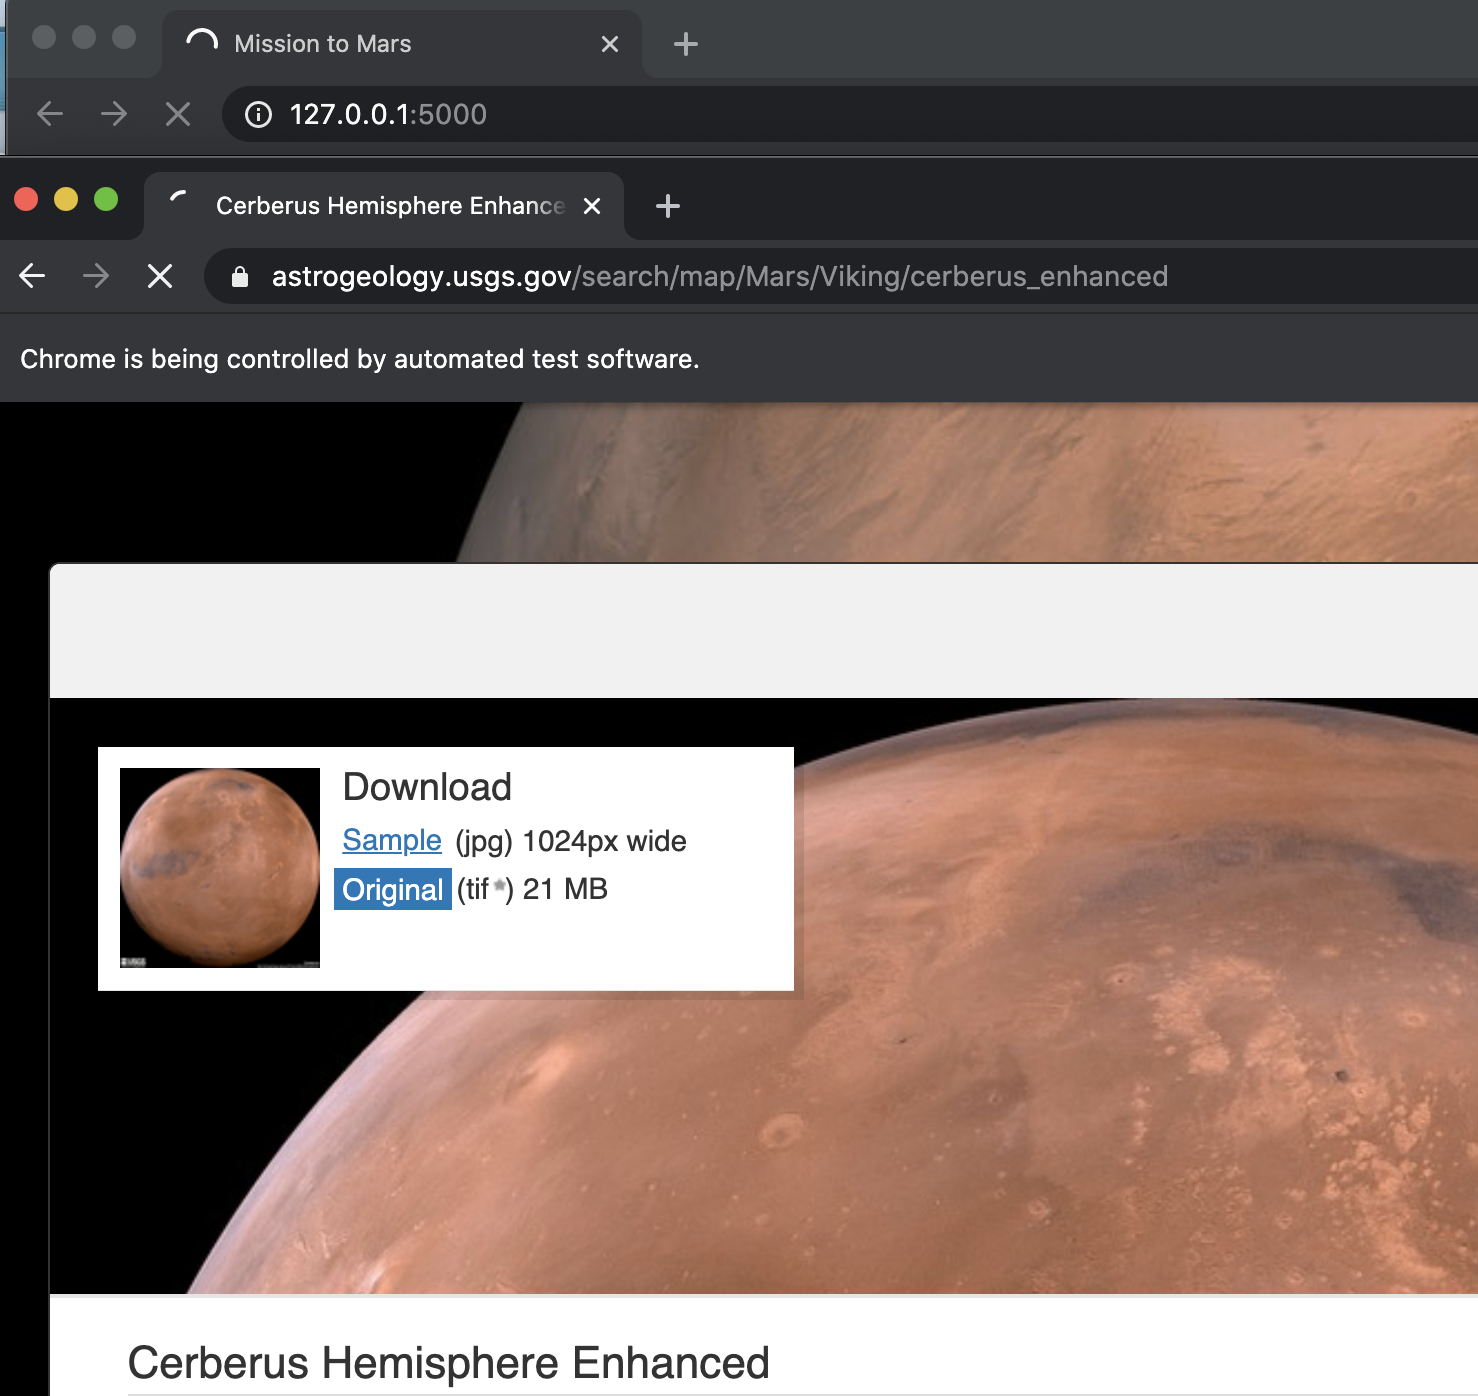 Mission to Mars
127.0.0.1:5000
Cerberus Hemisphere Enhance
astrogeology.usgs.gov/search/map/Mars/Viking/cerberus_enhanced
Chrome is being controlled by automated test software.
Download
Sample (jpg) 1024px wide
Original (tif*) 21 MB
USGS
Cerberus Hemisphere Enhanced